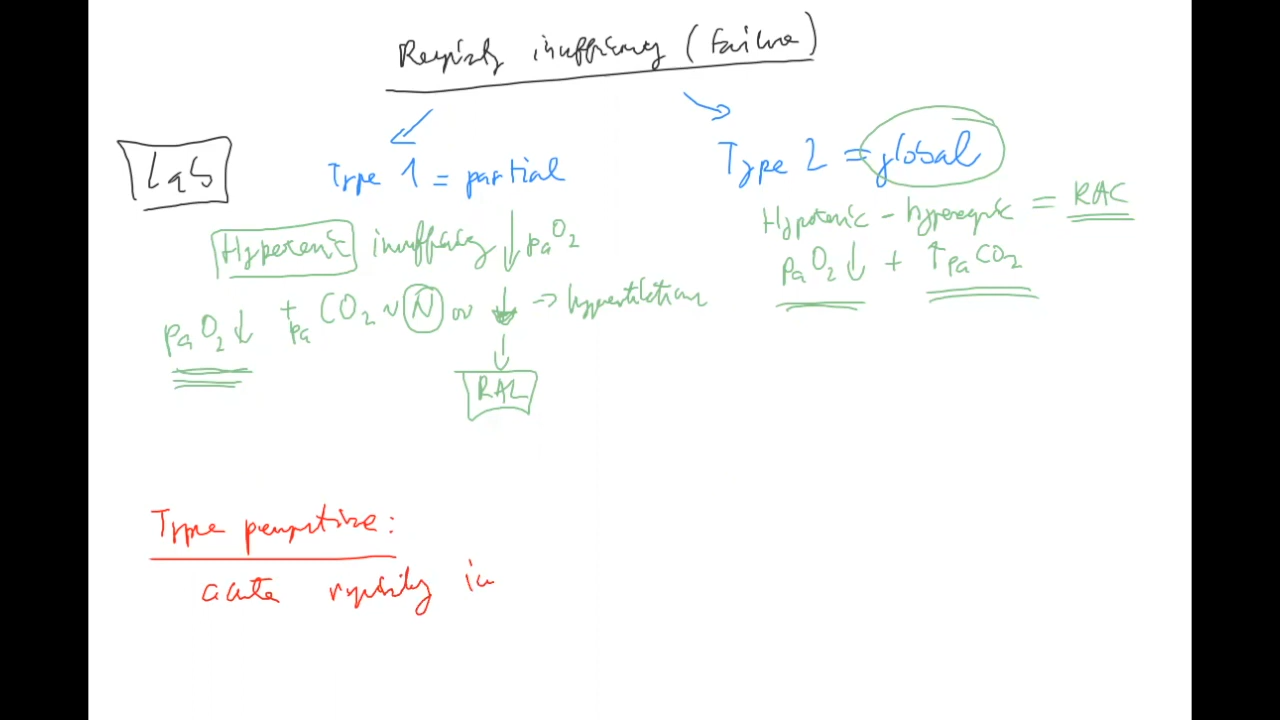 Respiratory insufficiency (Failure)
Lab
Type 1 = partial
Type 2 = global
Hypoxemic insufficiency ↓ paO2
Hypoxemic - hypercapnic = RAC
paO2 ↓ + ↑ paCO2
paO2 ↓ + paCO2 ~ N or ↓ → hyperventilation
↓
RAL
Type perspective:
acute respiratory in